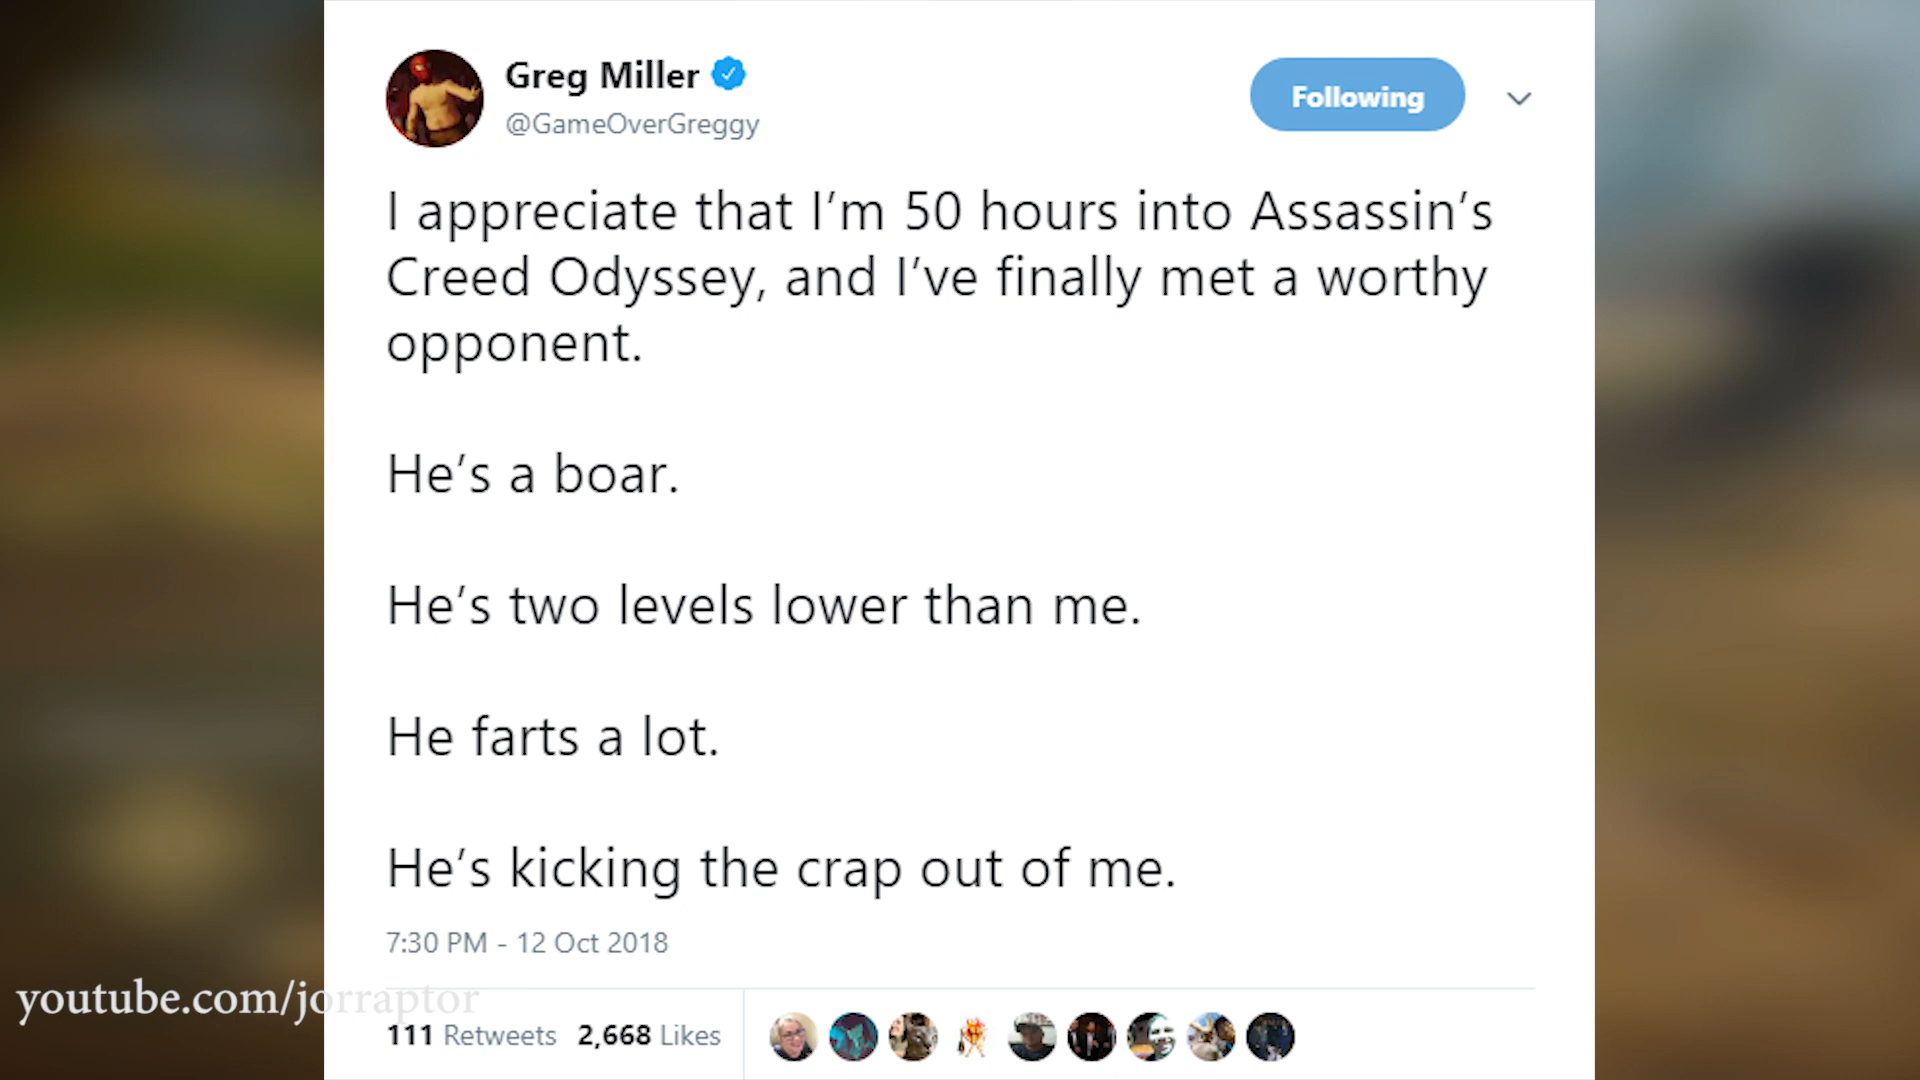 Greg Miller
@GameOverGreggy
Following
I appreciate that I’m 50 hours into Assassin’s
Creed Odyssey, and I’ve finally met a worthy
opponent.
He’s a boar.
He’s two levels lower than me.
He farts a lot.
He’s kicking the crap out of me.
7:30 PM - 12 Oct 2018
youtube.com/jorraptor
111 Retweets 2,668 Likes